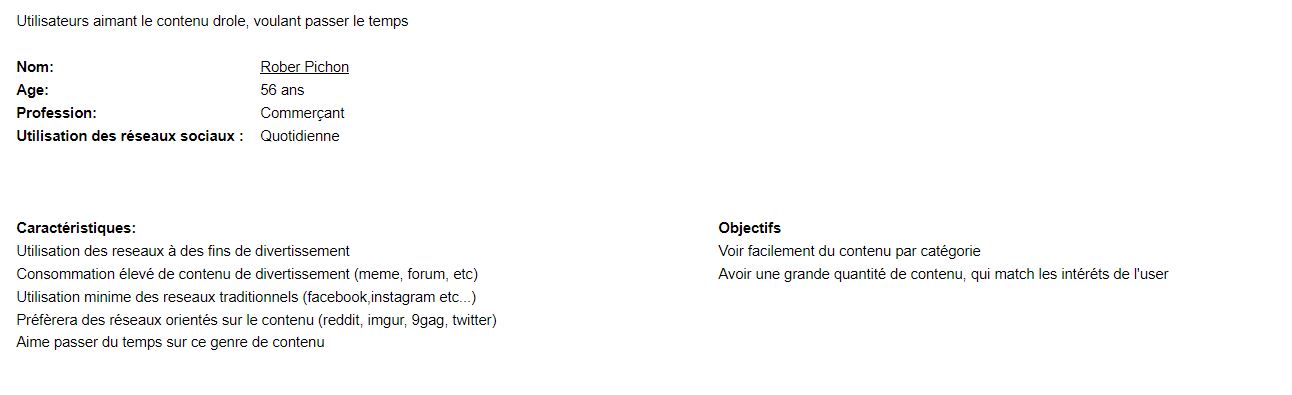 Utilisateurs aimant le contenu drole, voulant passer le temps
Nom: Rober Pichon
Age: 56 ans
Profession: Commerçant
Utilisation des réseaux sociaux : Quotidienne
Caractéristiques:
Utilisation des reseaux à des fins de divertissement
Consommation élevé de contenu de divertissement (meme, forum, etc)
Utilisation minime des reseaux traditionnels (facebook,instagram etc...)
Préfèrera des réseaux orientés sur le contenu (reddit, imgur, 9gag, twitter)
Aime passer du temps sur ce genre de contenu
Objectifs
Voir facilement du contenu par catégorie
Avoir une grande quantité de contenu, qui match les intéréts de l'user